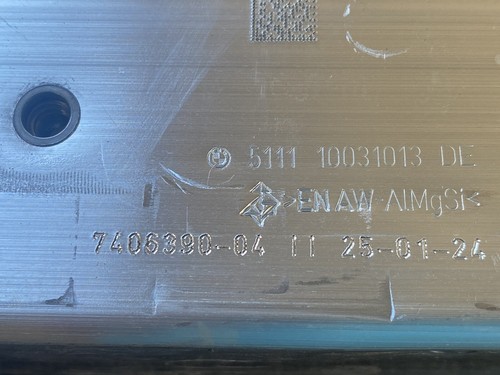 5111 10031013 DE
>EN AW-AlMgSi<
7406390-04 II 25-01-24